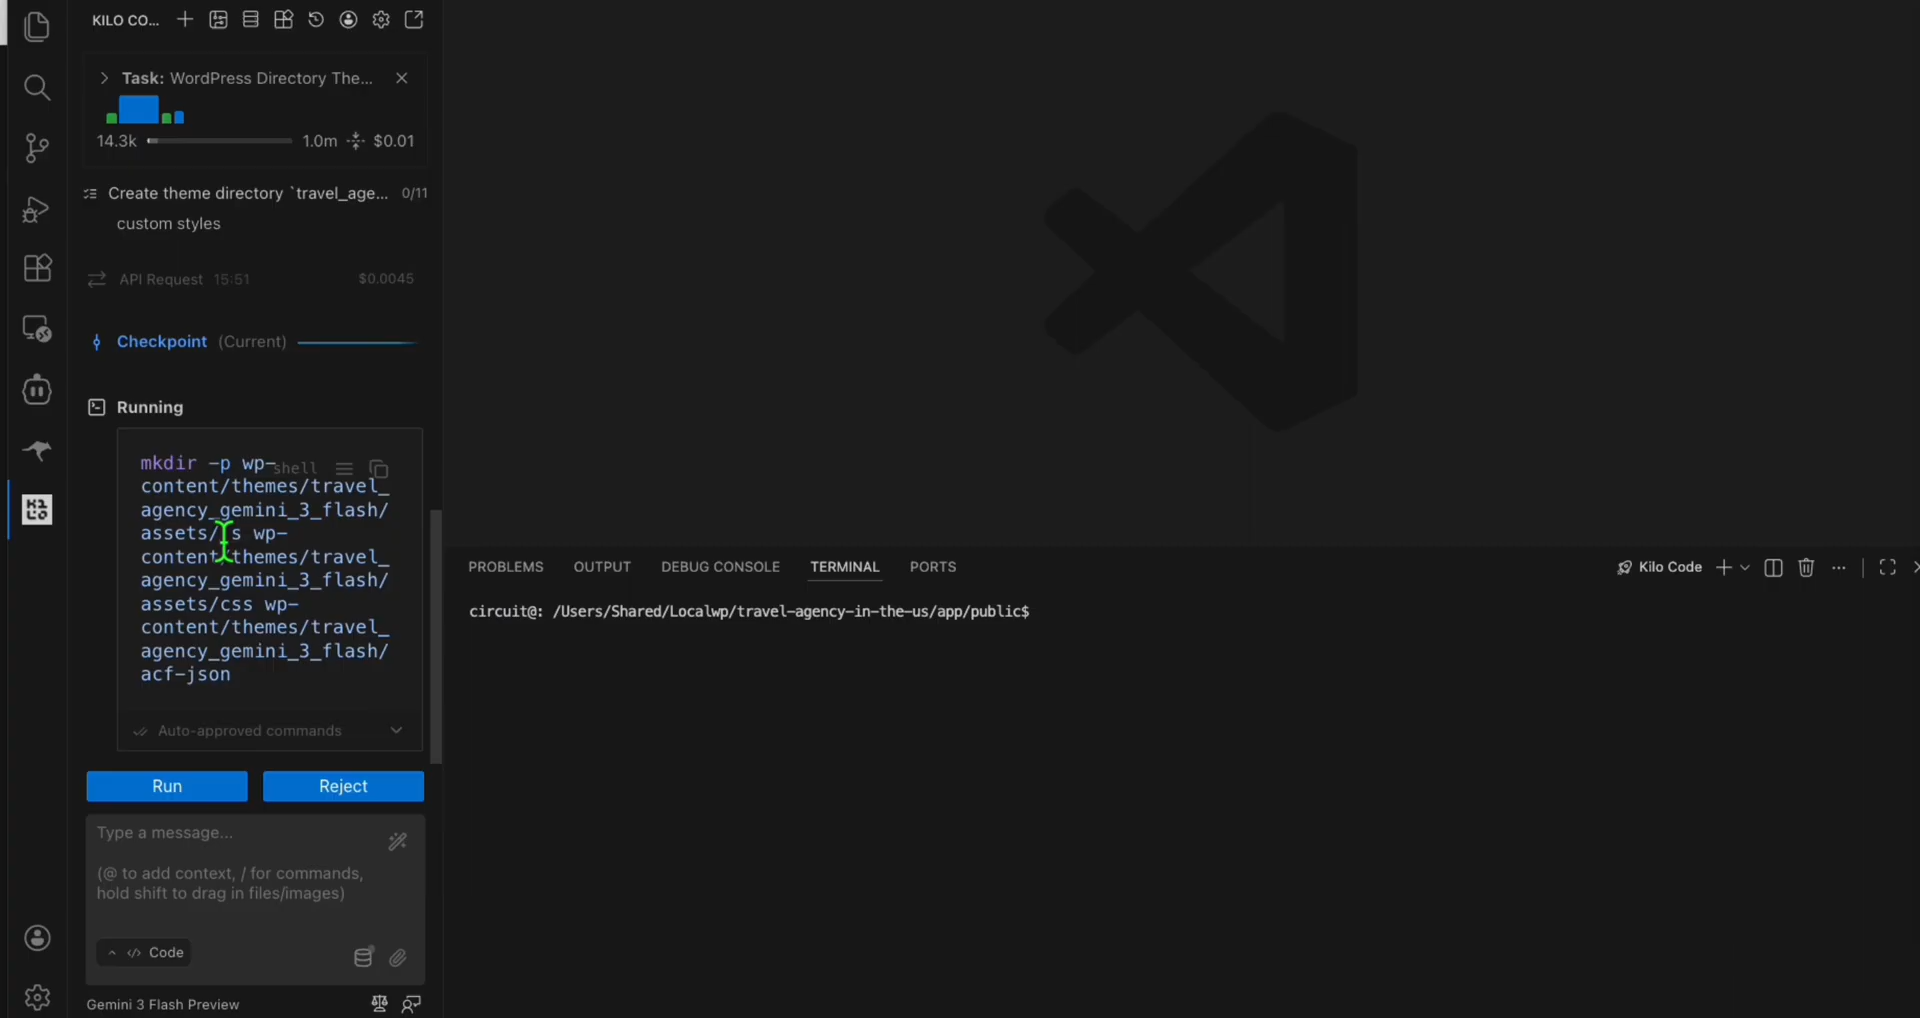 KILO CO...
Task: WordPress Directory The...
14.3k 1.0m $0.01
Create theme directory `travel_age... 0/11
custom styles
API Request 15:51 $0.0045
Checkpoint (Current)
Running
shell
mkdir -p wp-
content/themes/travel_
agency_gemini_3_flash/
assets/js wp-
content/themes/travel_
agency_gemini_3_flash/
assets/css wp-
content/themes/travel_
agency_gemini_3_flash/
acf-json
Auto-approved commands
Run Reject
Type a message...
(@ to add context, / for commands,
hold shift to drag in files/images)
Code
Gemini 3 Flash Preview
PROBLEMS OUTPUT DEBUG CONSOLE TERMINAL PORTS
Kilo Code
circuit@: /Users/Shared/Localwp/travel-agency-in-the-us/app/public$